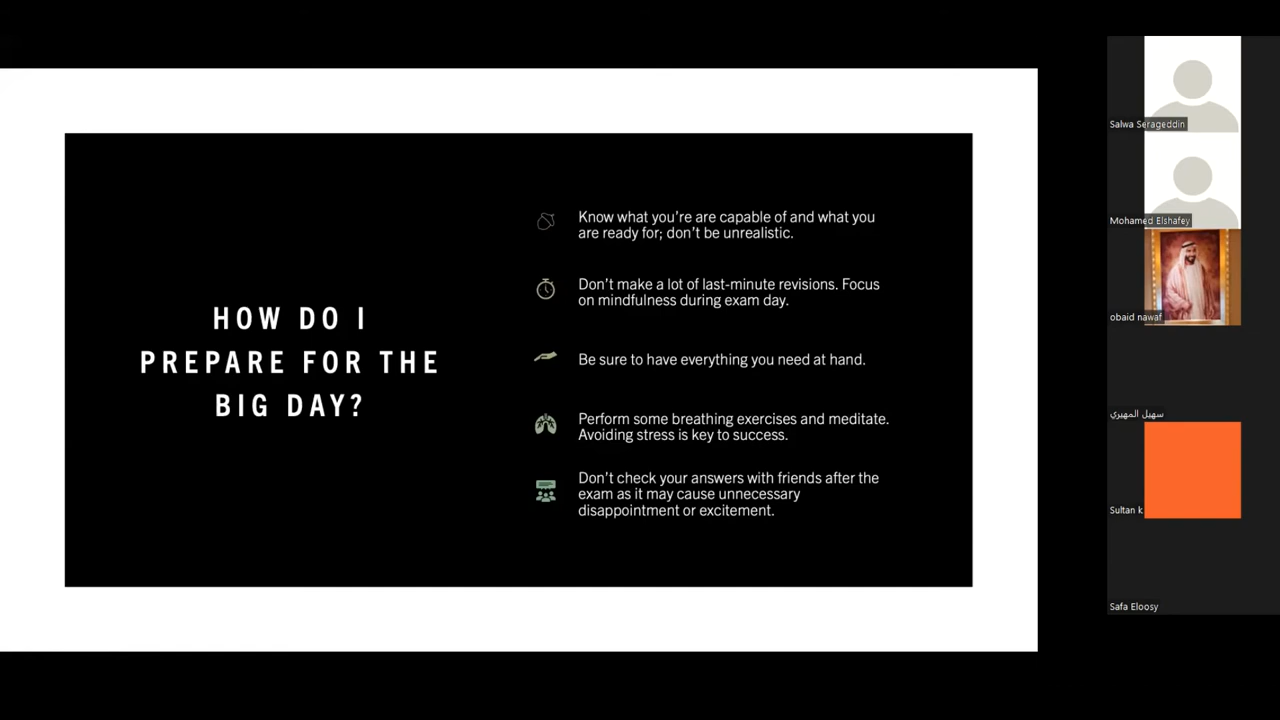 HOW DO I
PREPARE FOR THE
BIG DAY?
Know what you're are capable of and what you
are ready for; don't be unrealistic.
Don't make a lot of last-minute revisions. Focus
on mindfulness during exam day.
Be sure to have everything you need at hand.
Perform some breathing exercises and meditate.
Avoiding stress is key to success.
Don't check your answers with friends after the
exam as it may cause unnecessary
disappointment or excitement.
Salwa Serageddin
Mohamed Elshafey
obaid nawaf
سهيل المهيري
Sultan k
Safa Eloosy